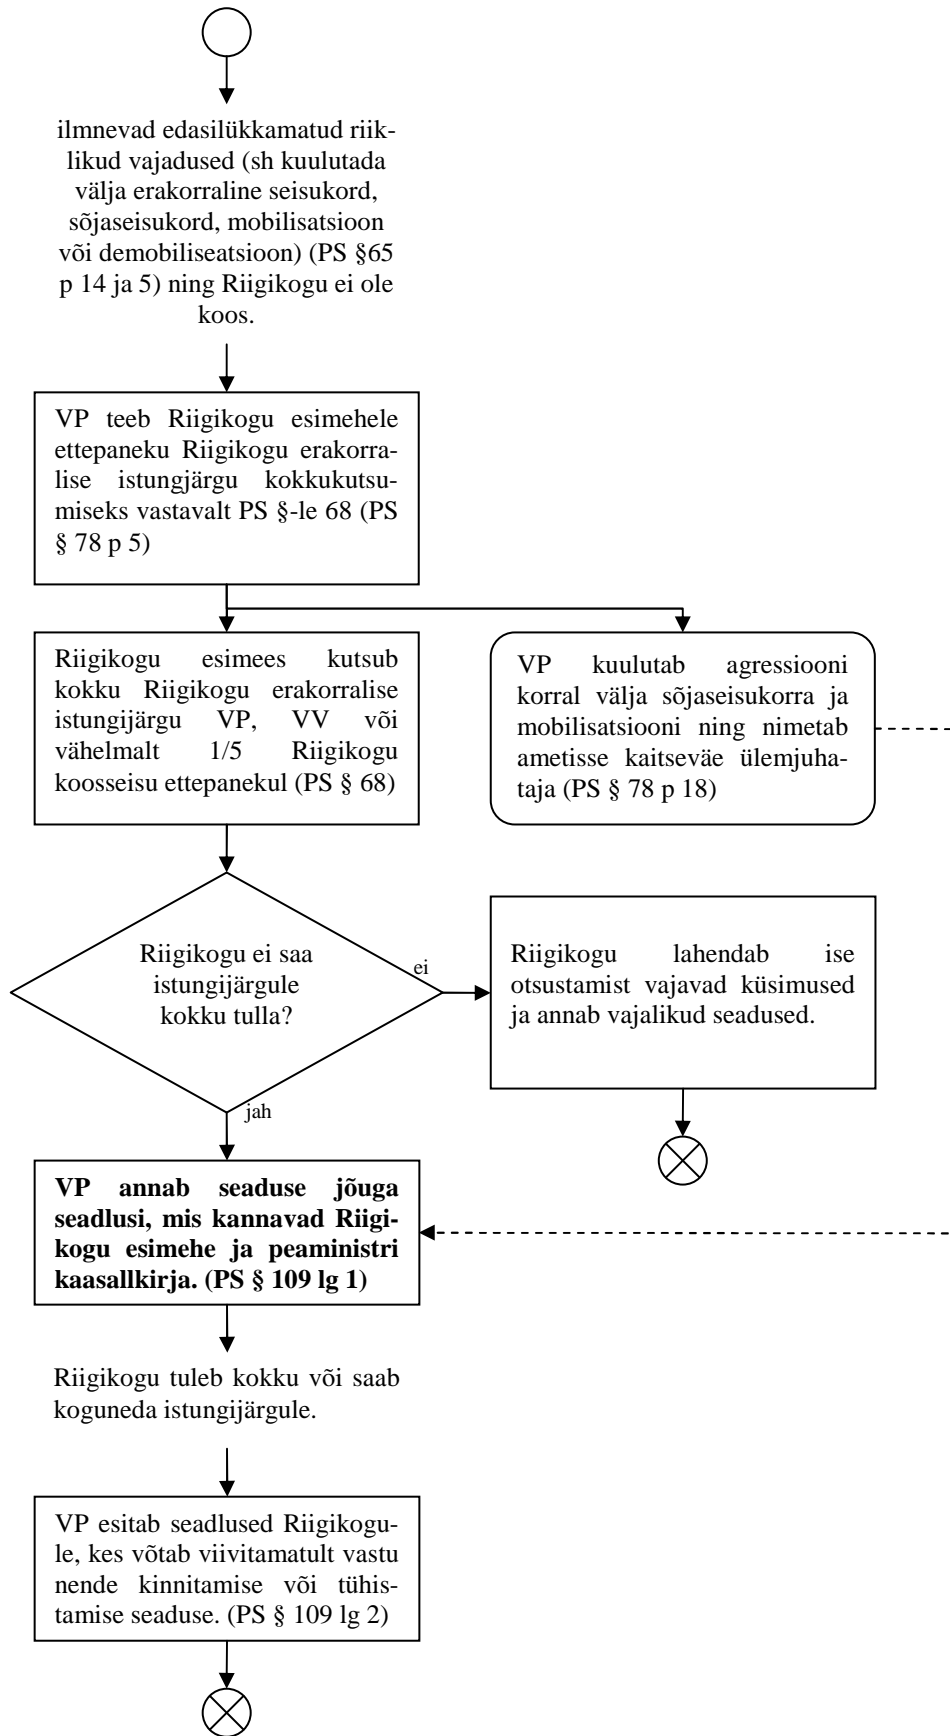 ilmnevad edasilükkamatud riik-
likud vajadused (sh kuulutada
välja erakorraline seisukord,
sõjaseisukord, mobilisatsioon
või demobiliseatsioon) (PS §65
p 14 ja 5) ning Riigikogu ei ole
koos.
VP teeb Riigikogu esimehele
ettepaneku Riigikogu erakorra-
lise istungjärgu kokkukutsu-
miseks vastavalt PS §-le 68 (PS
§ 78 p 5)
Riigikogu esimees kutsub
kokku Riigikogu erakorralise
istungijärgu VP, VV või
vähelmalt 1/5 Riigikogu
koosseisu ettepanekul (PS § 68)
VP kuulutab agressiooni
korral välja sõjaseisukorra ja
mobilisatsiooni ning nimetab
ametisse kaitseväe ülemjuha-
taja (PS § 78 p 18)
Riigikogu ei saa
istungijärgule
kokku tulla?
ei
Riigikogu lahendab ise
otsustamist vajavad küsimused
ja annab vajalikud seadused.
jah
VP annab seaduse jõuga
seadlusi, mis kannavad Riigi-
kogu esimehe ja peaministri
kaasallkirja. (PS § 109 lg 1)
Riigikogu tuleb kokku või saab
koguneda istungijärgule.
VP esitab seadlused Riigikogu-
le, kes võtab viivitamatult vastu
nende kinnitamise või tühis-
tamise seaduse. (PS § 109 lg 2)